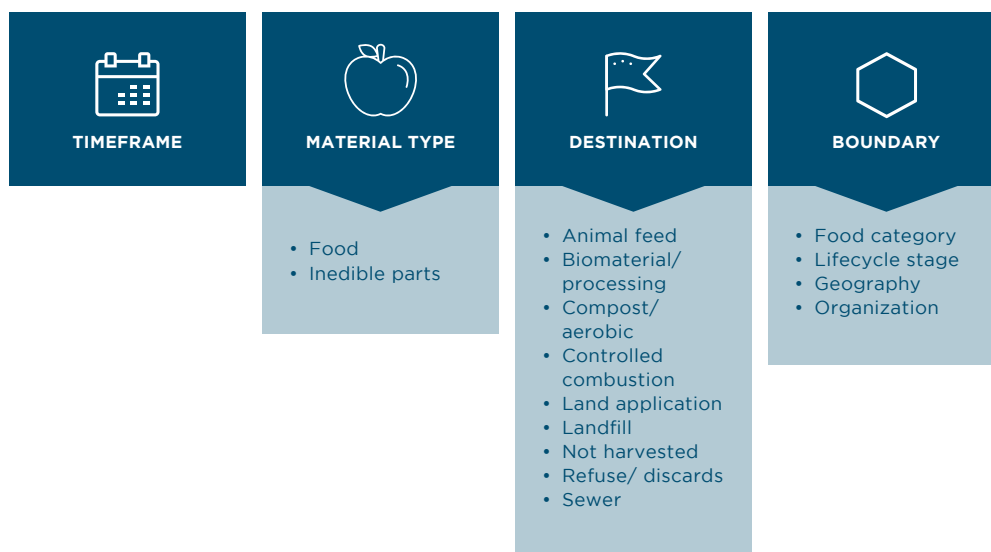 TIMEFRAME
MATERIAL TYPE
• Food
• Inedible parts
DESTINATION
• Animal feed
• Biomaterial/
processing
• Compost/
aerobic
• Controlled
combustion
• Land application
• Landfill
• Not harvested
• Refuse/ discards
• Sewer
BOUNDARY
• Food category
• Lifecycle stage
• Geography
• Organization